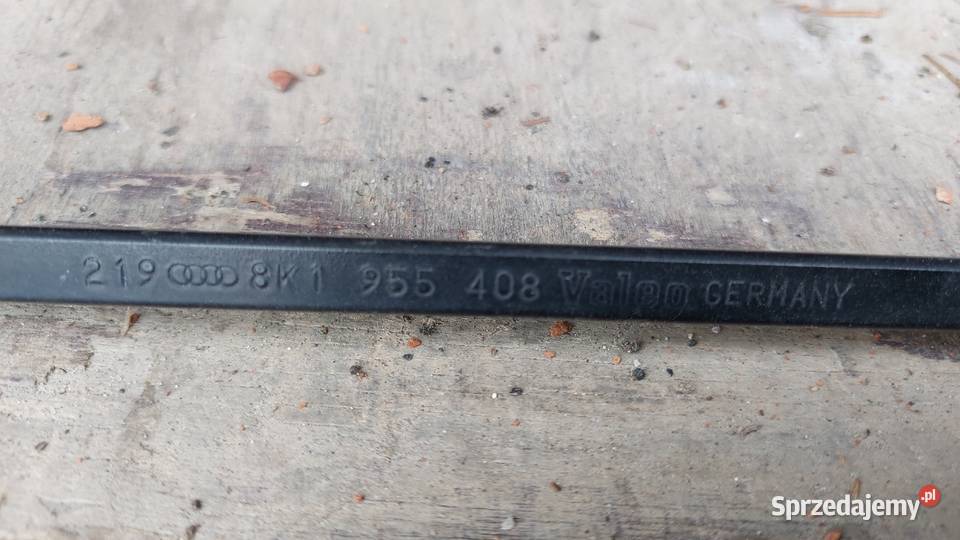 219 8K1 955 408 Valeo GERMANY
Sprzedajemy.pl